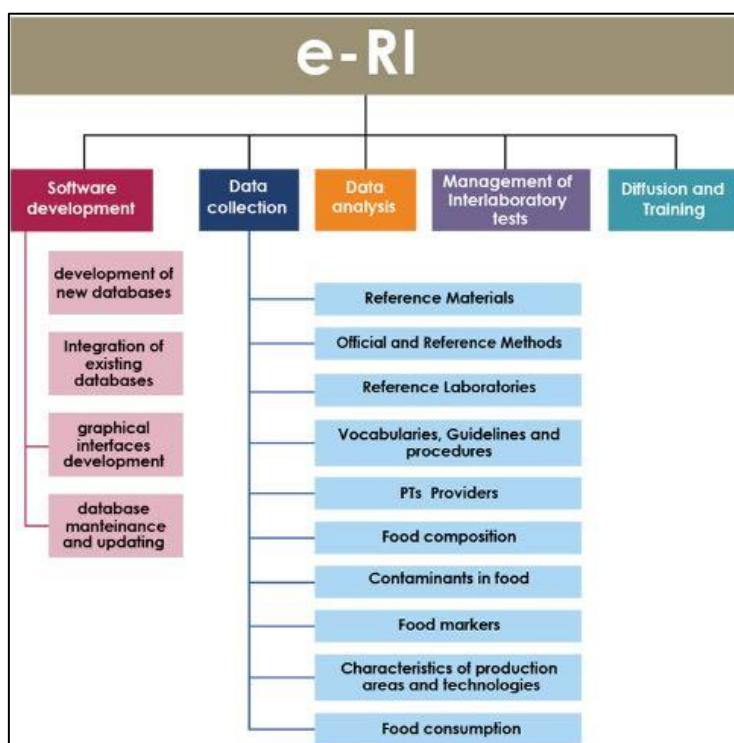 e-RI
Software
development
Data
collection
Data
analysis
Management of
Interlaboratory
tests
Diffusion and
Training
development of
new databases
Integration of
existing
databases
graphical
interfaces
development
database
manteinance
and updating
Reference Materials
Official and Reference Methods
Reference Laboratories
Vocabularies, Guidelines and
procedures
PTs Providers
Food composition
Contaminants in food
Food markers
Characteristics of production
areas and technologies
Food consumption